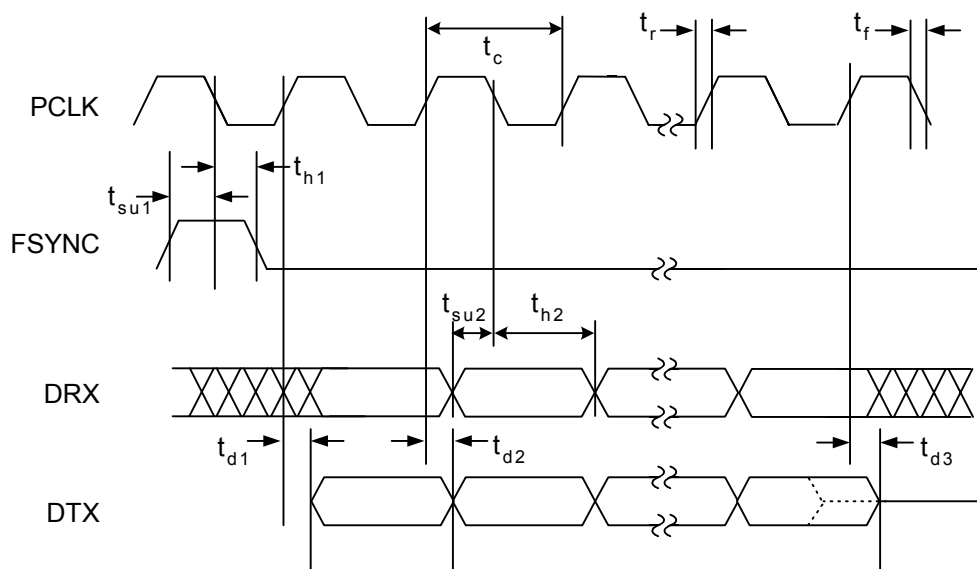 t_c
t_r
t_f
PCLK
t_h1
t_su1
FSYNC
t_su2
t_h2
DRX
t_d1
t_d2
t_d3
DTX